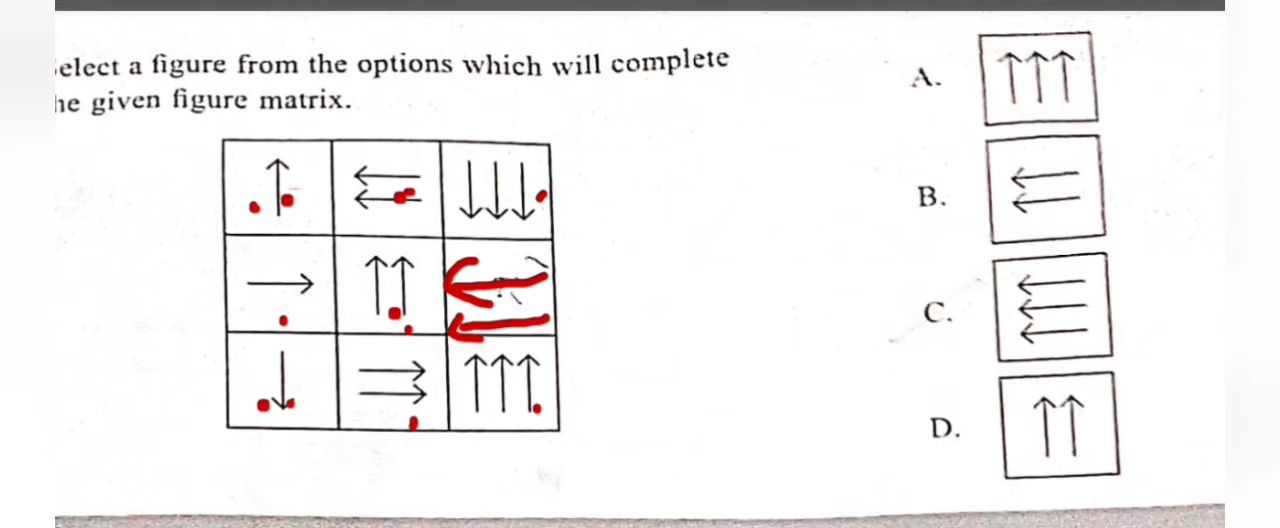 elect a figure from the options which will complete
he given figure matrix.
A.
B.
C.
D.